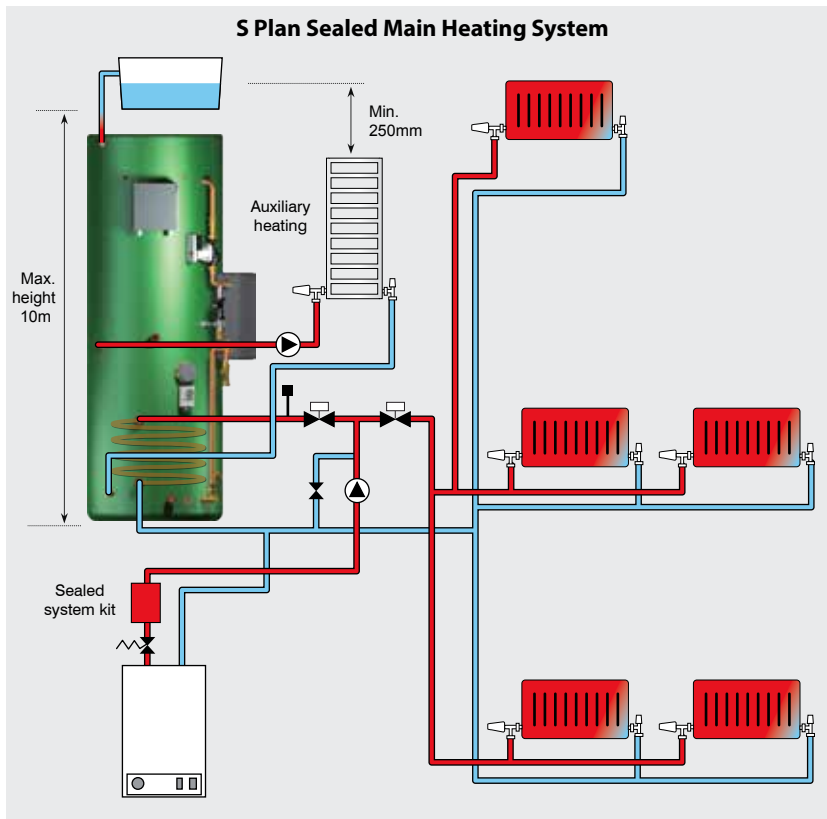 S Plan Sealed Main Heating System
Min.
250mm
Auxiliary
heating
Max.
height
10m
Sealed
system kit